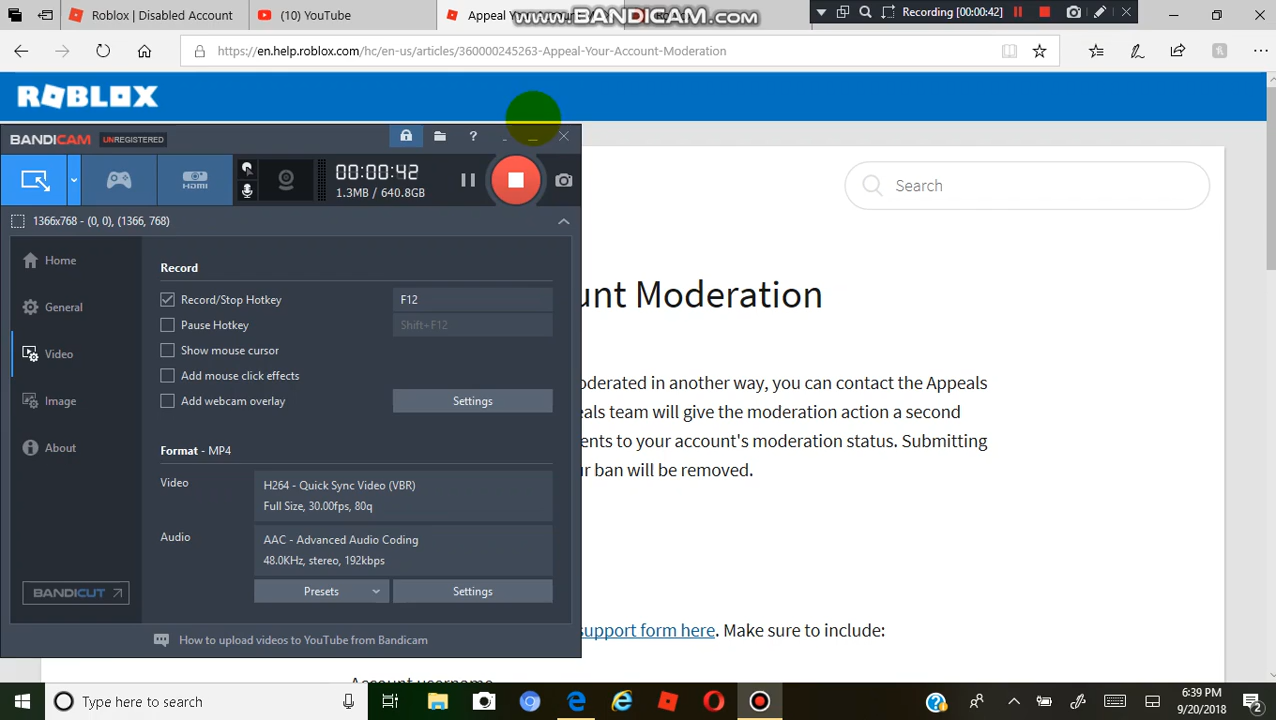 Roblox | Disabled Account
(10) YouTube
Appeal Your
www.BANDICAM.com
Recording [00:00:42]
https://en.help.roblox.com/hc/en-us/articles/360000245263-Appeal-Your-Account-Moderation
ROBLOX
BANDICAM UNREGISTERED
HDMI
00:00:42
1.3MB / 640.8GB
Search
1366x768 - (0, 0), (1366, 768)
Home
General
Video
Image
About
BANDICUT
Record
Record/Stop Hotkey F12
Pause Hotkey Shift+F12
Show mouse cursor
Add mouse click effects
Add webcam overlay
Settings
Format - MP4
Video
H264 - Quick Sync Video (VBR)
Full Size, 30.00fps, 80q
Audio
AAC - Advanced Audio Coding
48.0KHz, stereo, 192kbps
Presets Settings
How to upload videos to YouTube from Bandicam
unt Moderation
oderated in another way, you can contact the Appeals
als team will give the moderation action a second
ents to your account's moderation status. Submitting
r ban will be removed.
support form here. Make sure to include:
Account username
Type here to search
6:39 PM
9/20/2018
2